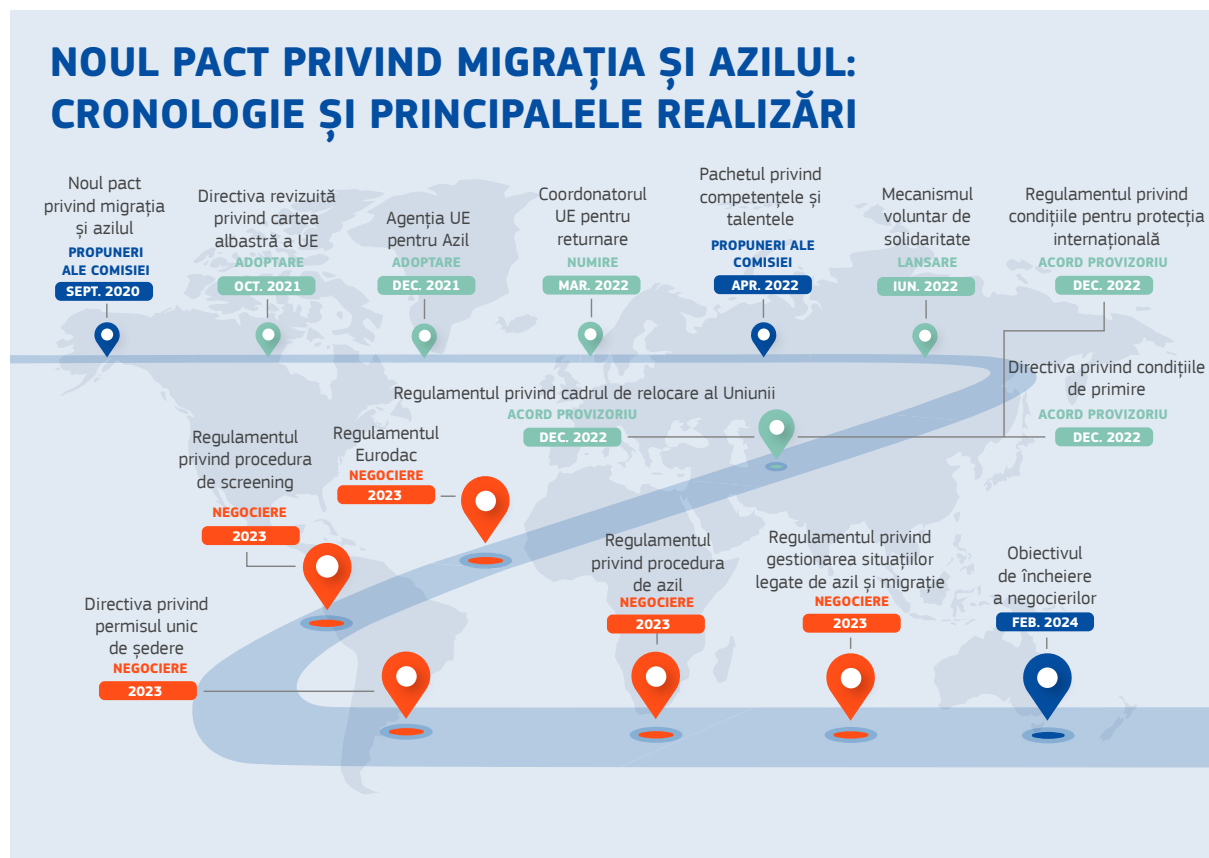 NOUL PACT PRIVIND MIGRAȚIA ȘI AZILUL:
CRONOLOGIE ȘI PRINCIPALELE REALIZĂRI
Noul pact
privind migrația
și azilul
PROPUNERI
ALE COMISIEI
SEPT. 2020
Directiva revizuită
privind cartea
albastră a UE
ADOPTARE
OCT. 2021
Agenția UE
pentru Azil
ADOPTARE
DEC. 2021
Coordonatorul
UE pentru
returnare
NUMIRE
MAR. 2022
Pachetul privind
competențele și
talentele
PROPUNERI ALE
COMISIEI
APR. 2022
Mecanismul
voluntar de
solidaritate
LANSARE
IUN. 2022
Regulamentul privind
condițiile pentru protecția
internațională
ACORD PROVIZORIU
DEC. 2022
Directiva privind condițiile
de primire
ACORD PROVIZORIU
DEC. 2022
Regulamentul privind cadrul de relocare al Uniunii
ACORD PROVIZORIU
DEC. 2022
Regulamentul
Eurodac
NEGOCIERE
2023
Regulamentul
privind procedura
de screening
NEGOCIERE
2023
Directiva privind
permisul unic
de ședere
NEGOCIERE
2023
Regulamentul
privind procedura
de azil
NEGOCIERE
2023
Regulamentul privind
gestionarea situațiilor
legate de azil și migrație
NEGOCIERE
2023
Obiectivul
de încheiere
a negocierilor
FEB. 2024